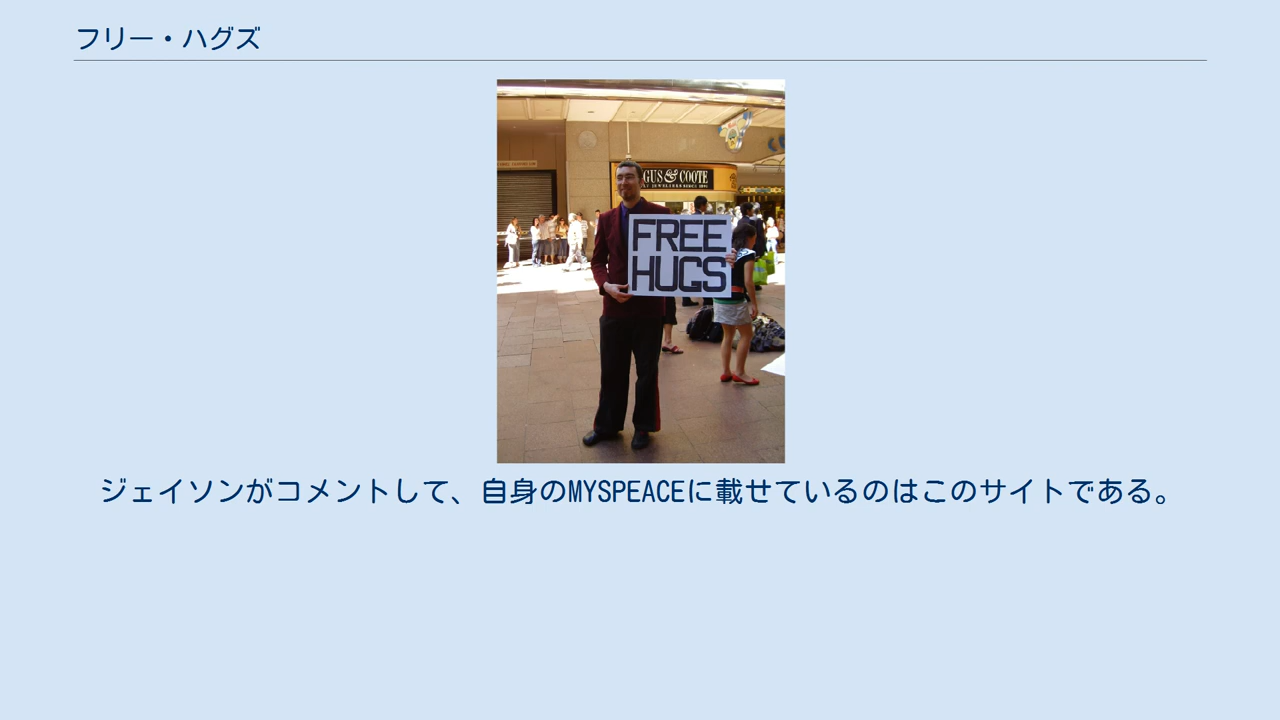 フリー・ハグズ
GUS & COOTE
FREE
HUGS
ジェイソンがコメントして、自身のMYSPEACEに載せているのはこのサイトである。